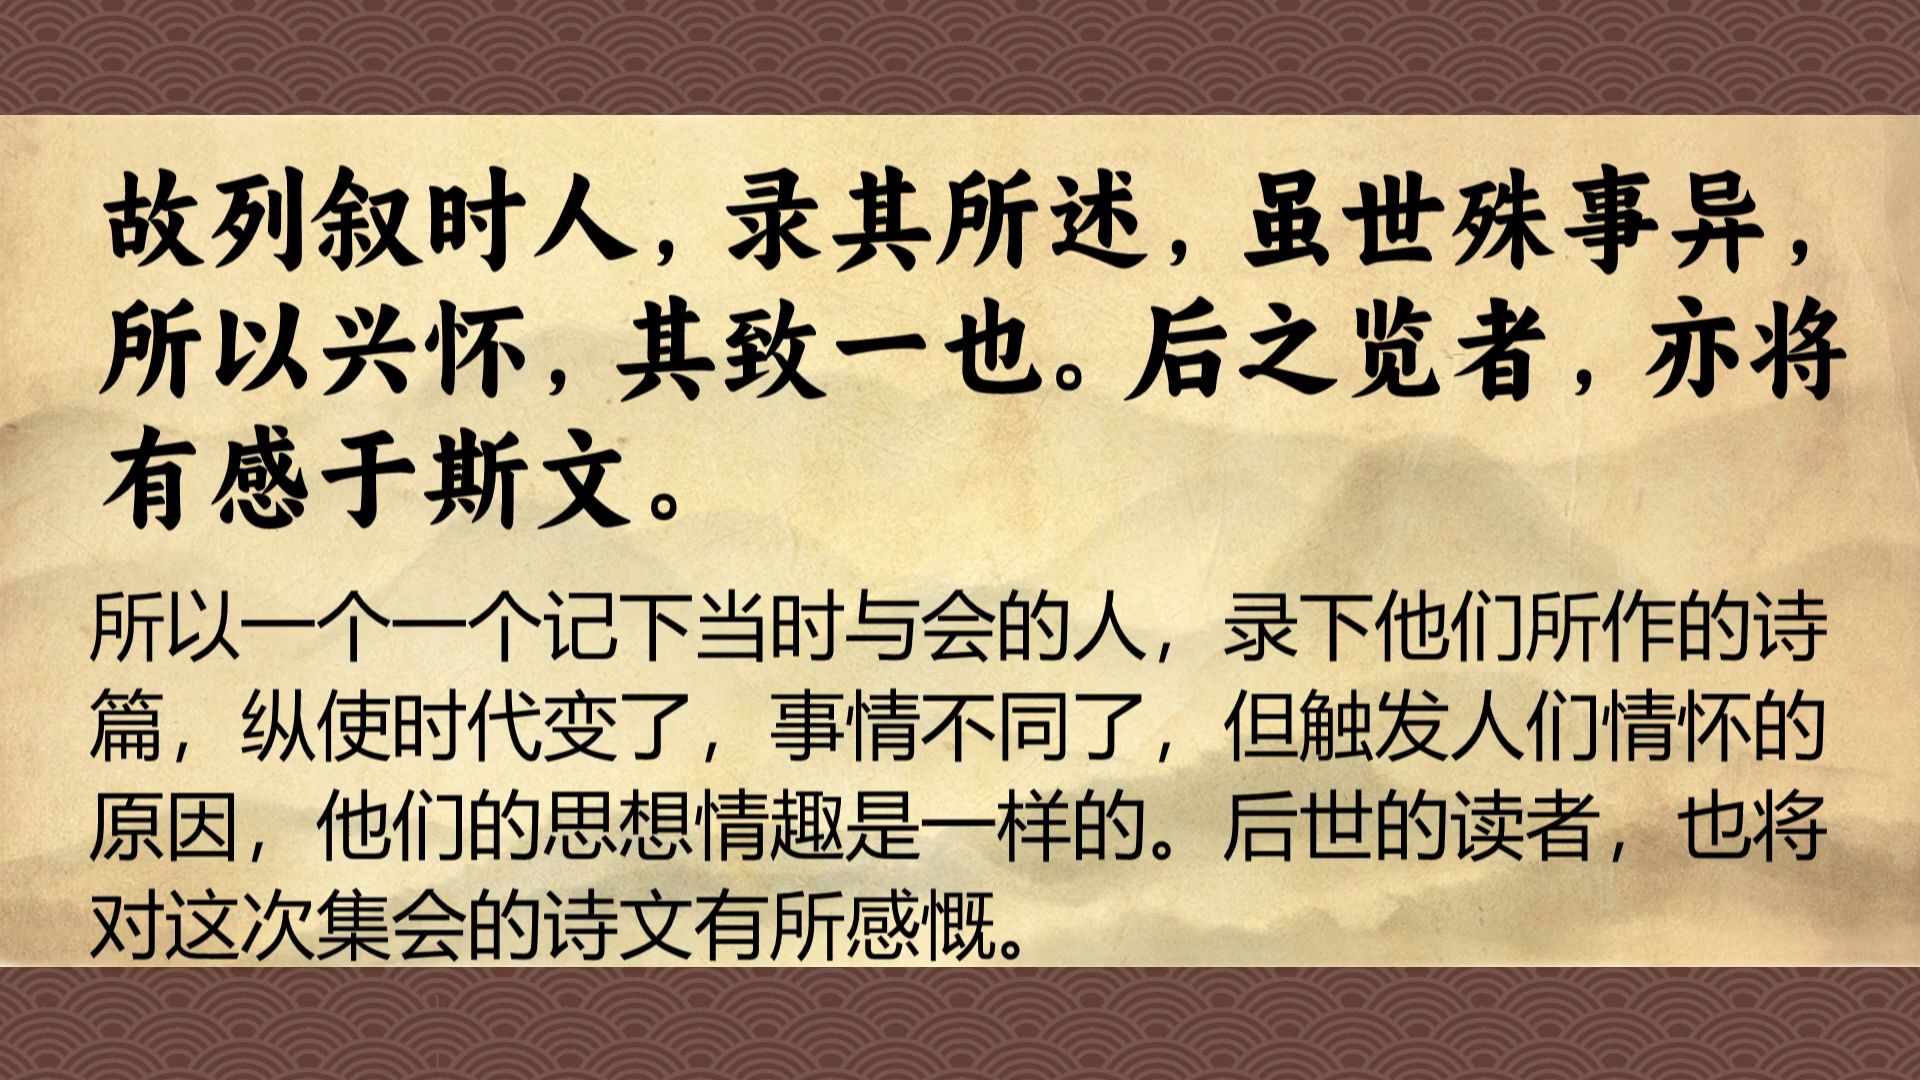 故列叙时人，录其所述，虽世殊事异，
所以兴怀，其致一也。后之览者，亦将
有感于斯文。
所以一个一个记下当时与会的人，录下他们所作的诗
篇，纵使时代变了，事情不同了，但触发人们情怀的
原因，他们的思想情趣是一样的。后世的读者，也将
对这次集会的诗文有所感慨。